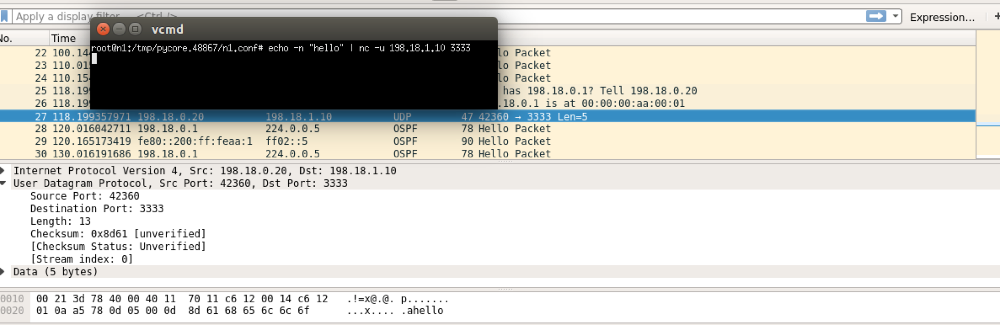 Apply a display filter ... <Ctrl-/>
Expression... +
vcmd
No. Time
root@n1:/tmp/pycore.48867/n1.conf# echo -n "hello" | nc -u 198.18.1.10 3333
22 100.14 lo Packet
23 110.01 lo Packet
24 110.154 lo Packet
25 118.199 has 198.18.0.1? Tell 198.18.0.20
26 118.199 .18.0.1 is at 00:00:00:aa:00:01
27 118.199357971 198.18.0.20 198.18.1.10 UDP 47 42360 → 3333 Len=5
28 120.016042711 198.18.0.1 224.0.0.5 OSPF 78 Hello Packet
29 120.165173419 fe80::200:ff:feaa:1 ff02::5 OSPF 90 Hello Packet
30 130.016191686 198.18.0.1 224.0.0.5 OSPF 78 Hello Packet
Internet Protocol Version 4, Src: 198.18.0.20, Dst: 198.18.1.10
User Datagram Protocol, Src Port: 42360, Dst Port: 3333
Source Port: 42360
Destination Port: 3333
Length: 13
Checksum: 0x8d61 [unverified]
[Checksum Status: Unverified]
[Stream index: 0]
Data (5 bytes)
0010 00 21 3d 78 40 00 40 11 70 11 c6 12 00 14 c6 12 .!=x@.@. p.......
0020 01 0a a5 78 0d 05 00 0d 8d 61 68 65 6c 6c 6f ...x.... .ahello